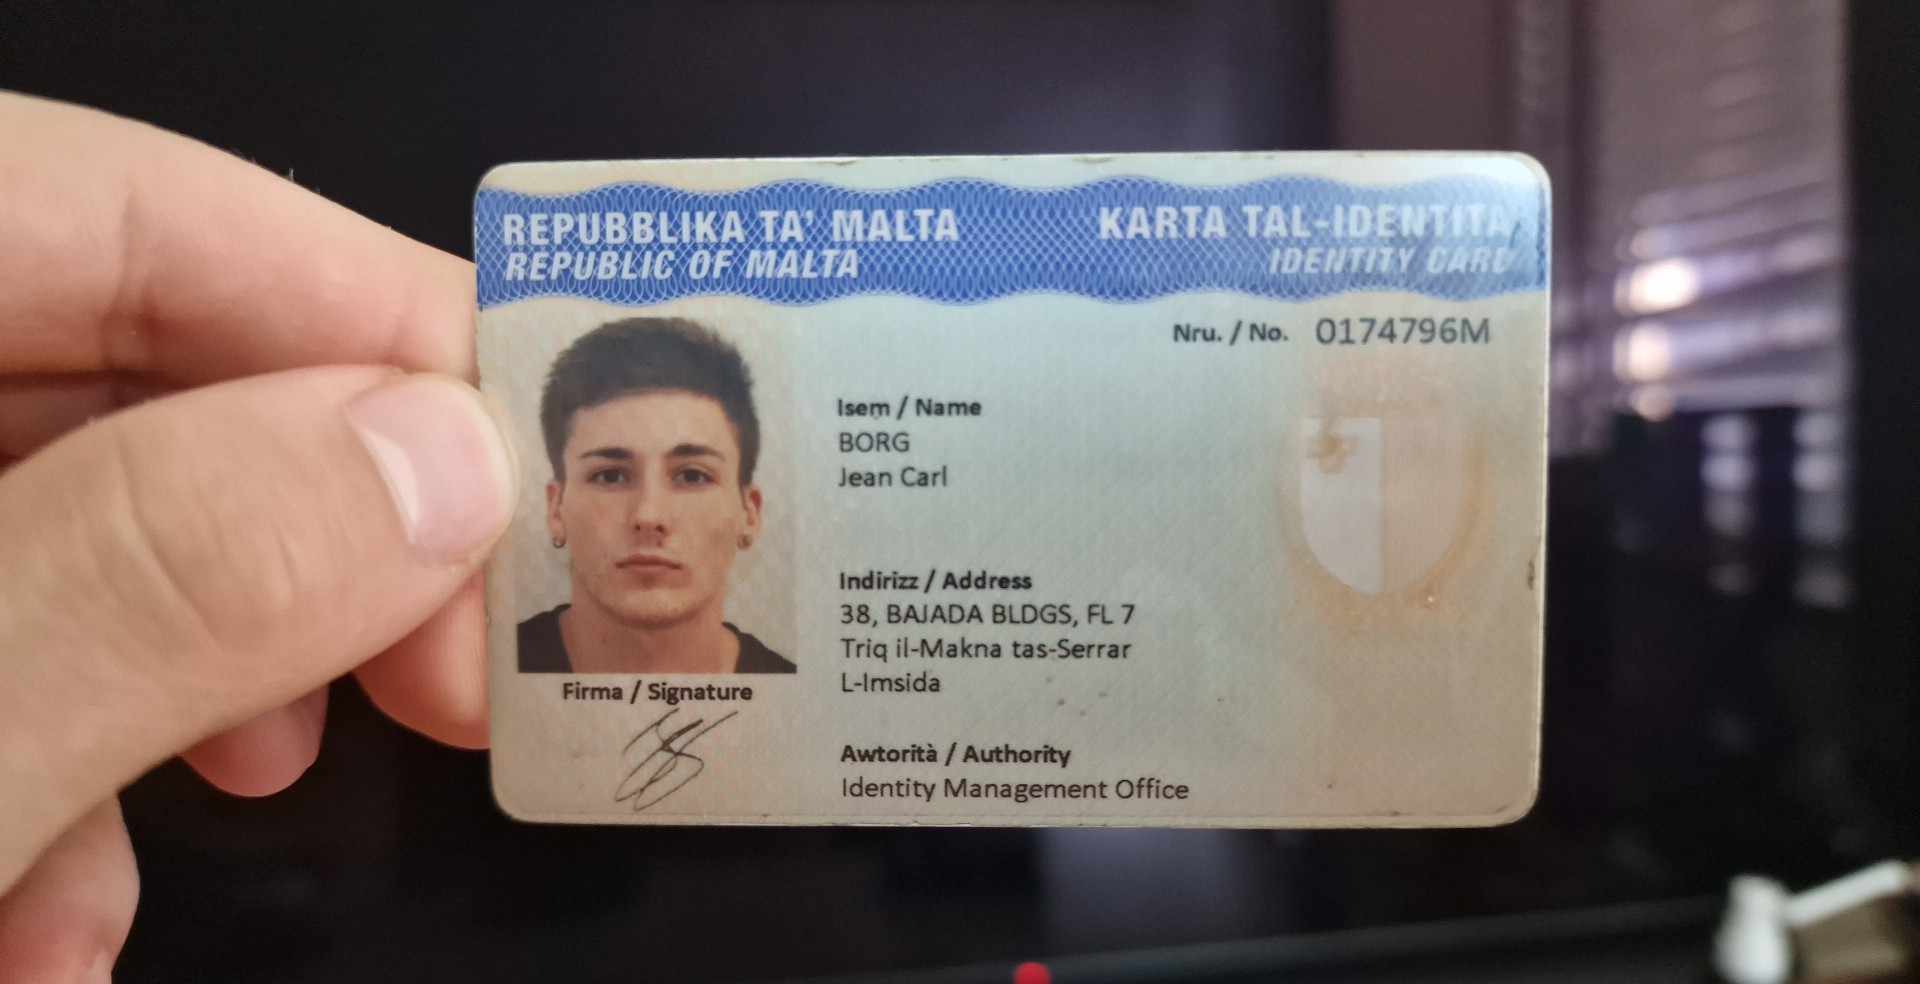 REPUBBLIKA TA' MALTA
REPUBLIC OF MALTA
KARTA TAL-IDENTITÀ
IDENTITY CARD
Nru. / No. 0174796M
Isem / Name
BORG
Jean Carl
Indirizz / Address
38, BAJADA BLDGS, FL 7
Triq il-Makna tas-Serrar
L-Imsida
Firma / Signature
Awtorità / Authority
Identity Management Office